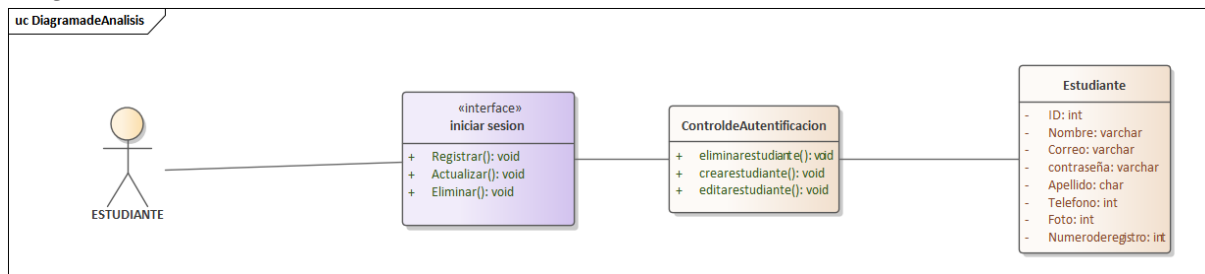 uc DiagramadeAnalisis
ESTUDIANTE
«interface»
iniciar sesion
+ Registrar(): void
+ Actualizar(): void
+ Eliminar(): void
ControldeAutentificacion
+ eliminarestudiante(): void
+ crearestudiante(): void
+ editarestudiante(): void
Estudiante
- ID: int
- Nombre: varchar
- Correo: varchar
- contraseña: varchar
- Apellido: char
- Telefono: int
- Foto: int
- Numeroderegistro: int